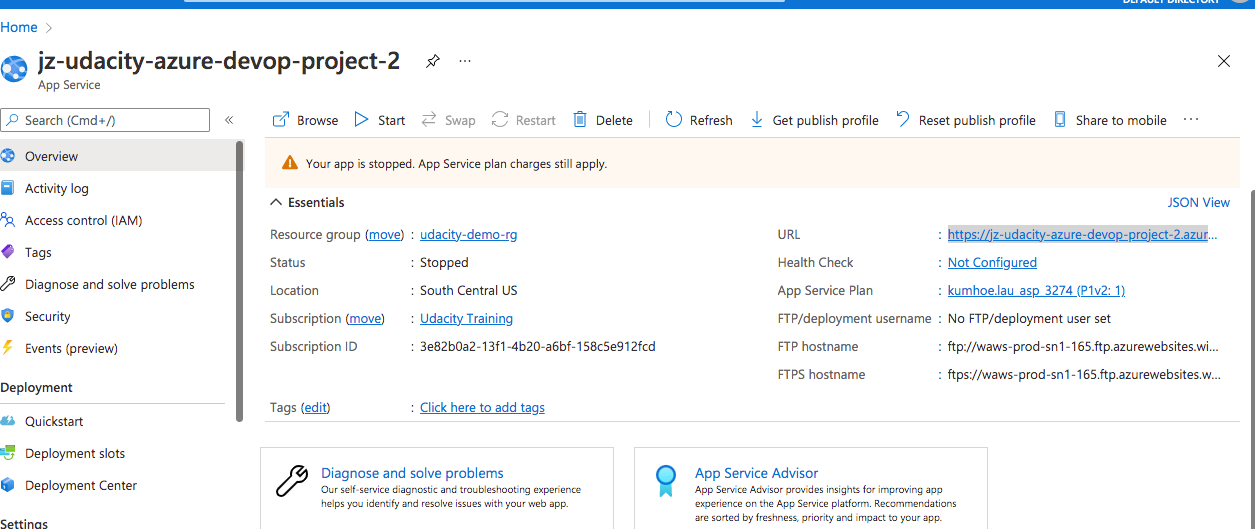 DEFAULT DIRECTORY
Home
jz-udacity-azure-devop-project-2
App Service
Search (Cmd+/)
«
Browse
Start
Swap
Restart
Delete
Refresh
Get publish profile
Reset publish profile
Share to mobile
Overview
Activity log
Access control (IAM)
Tags
Diagnose and solve problems
Security
Events (preview)
Deployment
Quickstart
Deployment slots
Deployment Center
Settings
Your app is stopped. App Service plan charges still apply.
Essentials
JSON View
Resource group (move) : udacity-demo-rg
Status : Stopped
Location : South Central US
Subscription (move) : Udacity Training
Subscription ID : 3e82b0a2-13f1-4b20-a6bf-158c5e912fcd
URL : https://jz-udacity-azure-devop-project-2.azur...
Health Check : Not Configured
App Service Plan : kumhoe.lau_asp_3274 (P1v2: 1)
FTP/deployment username : No FTP/deployment user set
FTP hostname : ftp://waws-prod-sn1-165.ftp.azurewebsites.wi...
FTPS hostname : ftps://waws-prod-sn1-165.ftp.azurewebsites.w...
Tags (edit) : Click here to add tags
Diagnose and solve problems
Our self-service diagnostic and troubleshooting experience
helps you identify and resolve issues with your web app.
App Service Advisor
App Service Advisor provides insights for improving app
experience on the App Service platform. Recommendations
are sorted by freshness, priority and impact to your app.